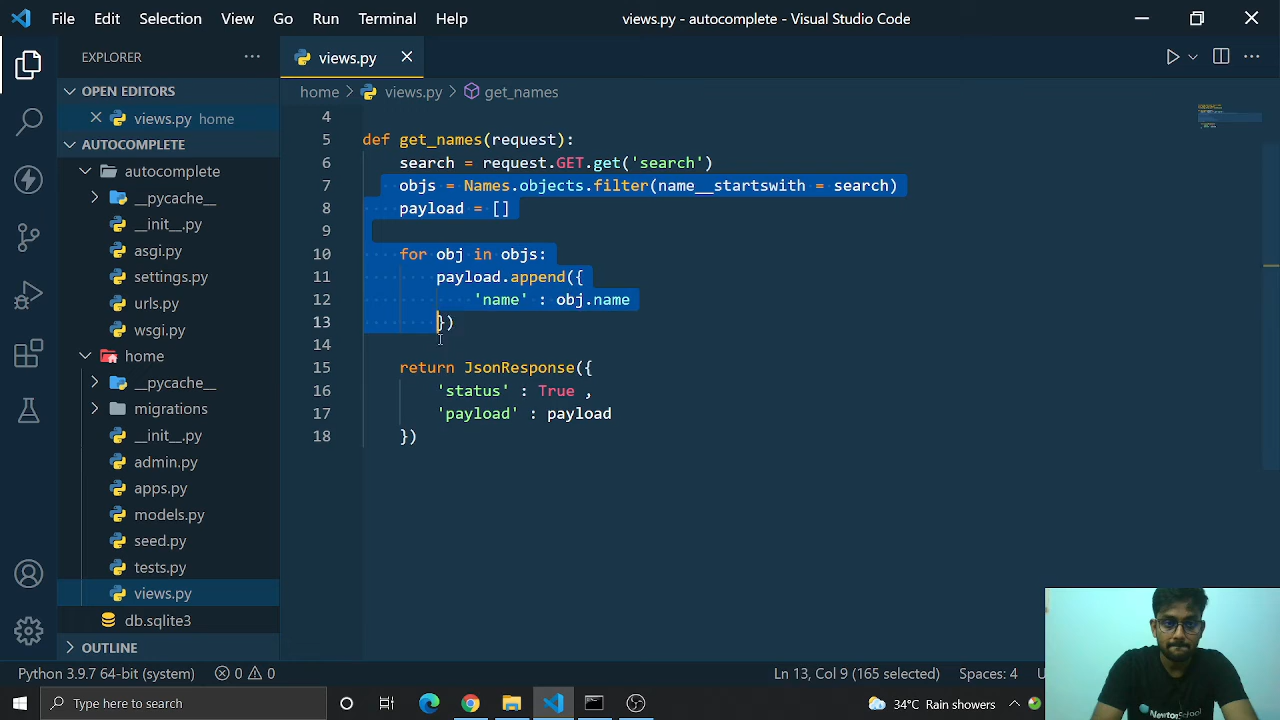 File Edit Selection View Go Run Terminal Help
views.py - autocomplete - Visual Studio Code
EXPLORER
views.py
OPEN EDITORS
home > views.py > get_names
views.py home
AUTOCOMPLETE
autocomplete
__pycache__
__init__.py
asgi.py
settings.py
urls.py
wsgi.py
home
__pycache__
migrations
__init__.py
admin.py
apps.py
models.py
seed.py
tests.py
views.py
db.sqlite3
OUTLINE
4
5 def get_names(request):
6 search = request.GET.get('search')
7 objs = Names.objects.filter(name__startswith = search)
8 payload = []
9
10 for obj in objs:
11 payload.append({
12 'name' : obj.name
13 })
14
15 return JsonResponse({
16 'status' : True ,
17 'payload' : payload
18 })
Python 3.9.7 64-bit (system) 0 0
Ln 13, Col 9 (165 selected) Spaces: 4
Type here to search
34°C Rain showers
Newton School